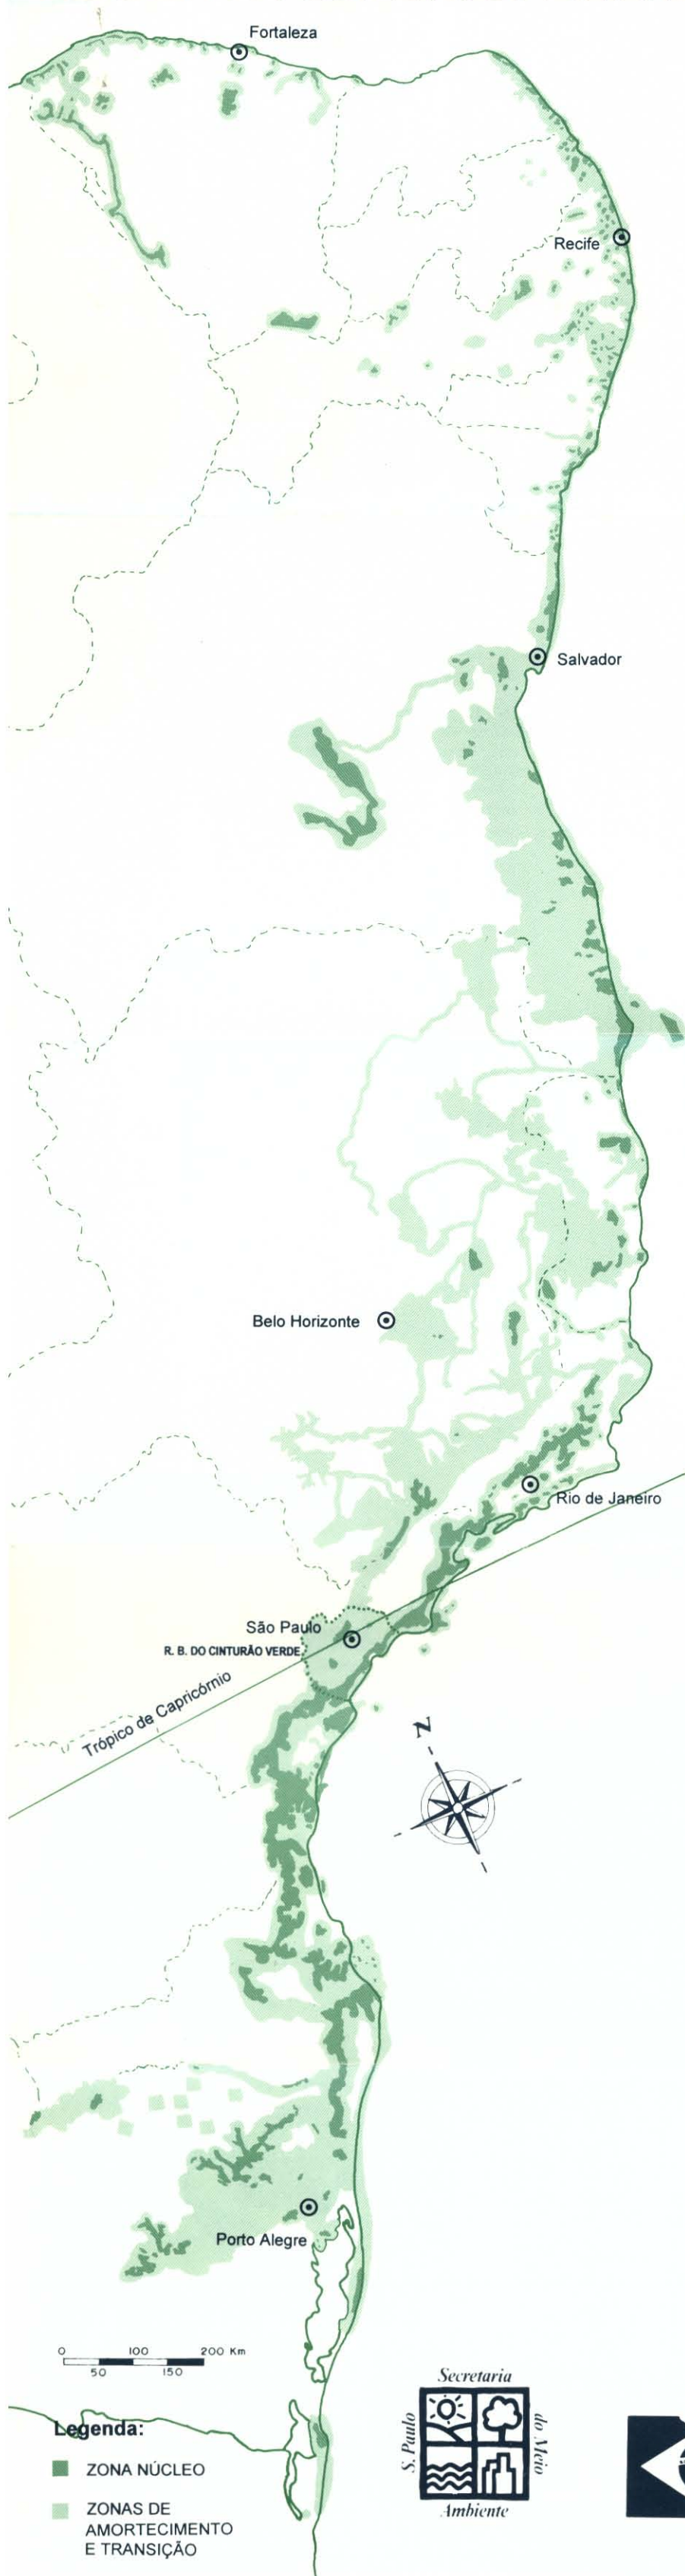 Fortaleza
Recife
Salvador
Belo Horizonte
Rio de Janeiro
São Paulo
R. B. DO CINTURÃO VERDE
Trópico de Capricórnio
N
Porto Alegre
0 100 200 Km
50 150
Legenda:
ZONA NÚCLEO
ZONAS DE
AMORTECIMENTO
E TRANSIÇÃO
Secretaria
S. Paulo
do Meio
Ambiente